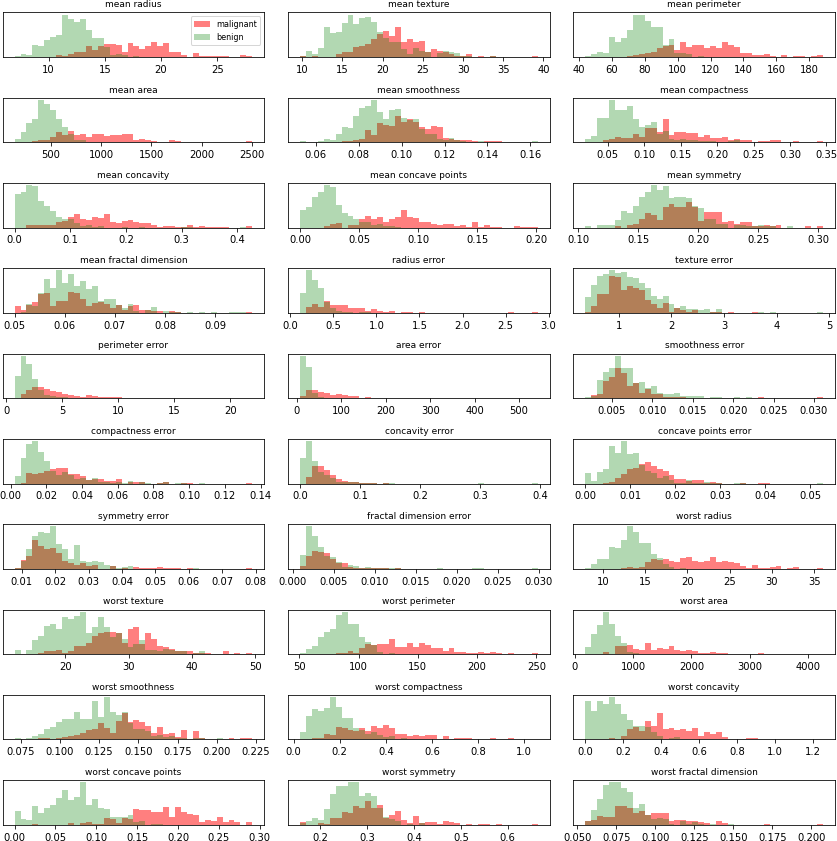 mean radius mean texture mean perimeter
malignant
benign
10 15 20 25 10 15 20 25 30 35 40 40 60 80 100 120 140 160 180
mean area mean smoothness mean compactness
500 1000 1500 2000 2500 0.06 0.08 0.10 0.12 0.14 0.16 0.05 0.10 0.15 0.20 0.25 0.30 0.35
mean concavity mean concave points mean symmetry
0.0 0.1 0.2 0.3 0.4 0.00 0.05 0.10 0.15 0.20 0.10 0.15 0.20 0.25 0.30
mean fractal dimension radius error texture error
0.05 0.06 0.07 0.08 0.09 0.0 0.5 1.0 1.5 2.0 2.5 3.0 1 2 3 4 5
perimeter error area error smoothness error
0 5 10 15 20 0 100 200 300 400 500 0.005 0.010 0.015 0.020 0.025 0.030
compactness error concavity error concave points error
0.00 0.02 0.04 0.06 0.08 0.10 0.12 0.14 0.0 0.1 0.2 0.3 0.4 0.00 0.01 0.02 0.03 0.04 0.05
symmetry error fractal dimension error worst radius
0.01 0.02 0.03 0.04 0.05 0.06 0.07 0.08 0.000 0.005 0.010 0.015 0.020 0.025 0.030 10 15 20 25 30 35
worst texture worst perimeter worst area
20 30 40 50 50 100 150 200 250 0 1000 2000 3000 4000
worst smoothness worst compactness worst concavity
0.075 0.100 0.125 0.150 0.175 0.200 0.225 0.0 0.2 0.4 0.6 0.8 1.0 0.0 0.2 0.4 0.6 0.8 1.0 1.2
worst concave points worst symmetry worst fractal dimension
0.00 0.05 0.10 0.15 0.20 0.25 0.30 0.2 0.3 0.4 0.5 0.6 0.050 0.075 0.100 0.125 0.150 0.175 0.200